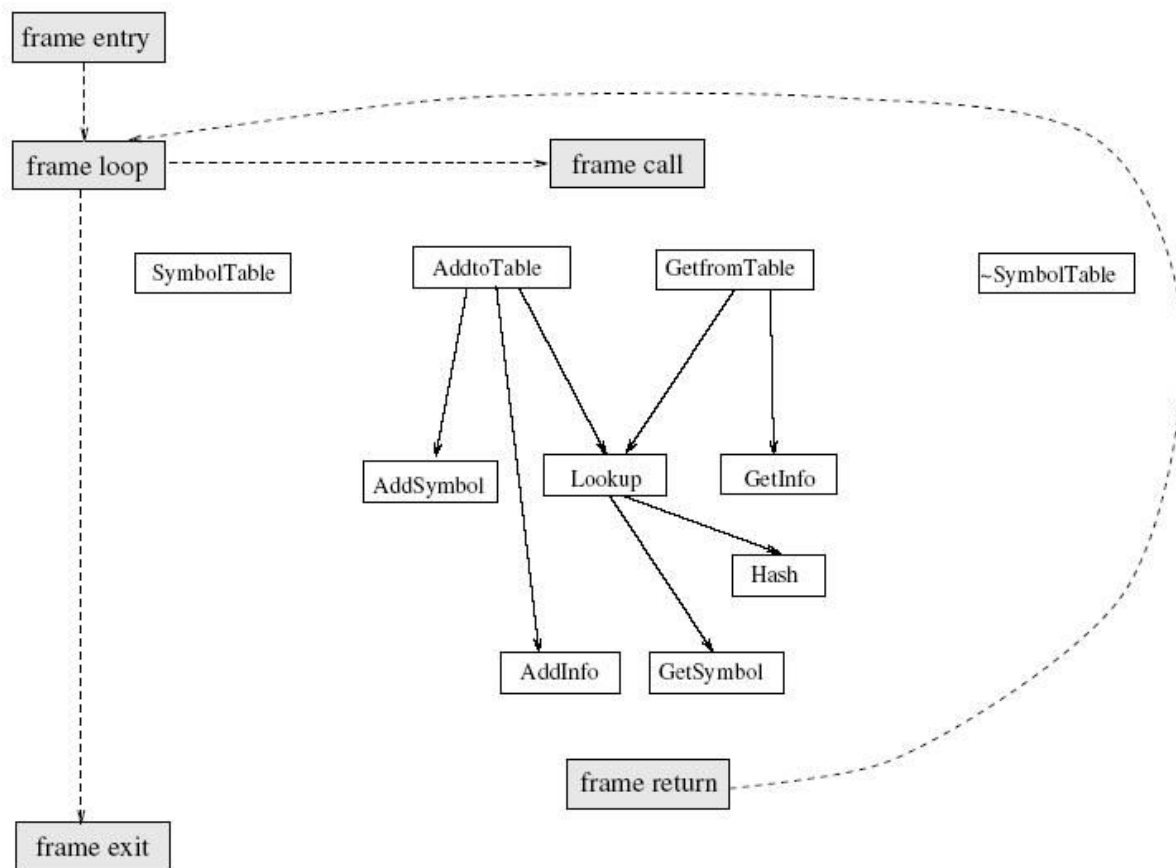 frame entry
frame loop
frame call
SymbolTable
AddtoTable
GetfromTable
~SymbolTable
AddSymbol
Lookup
GetInfo
Hash
AddInfo
GetSymbol
frame return
frame exit